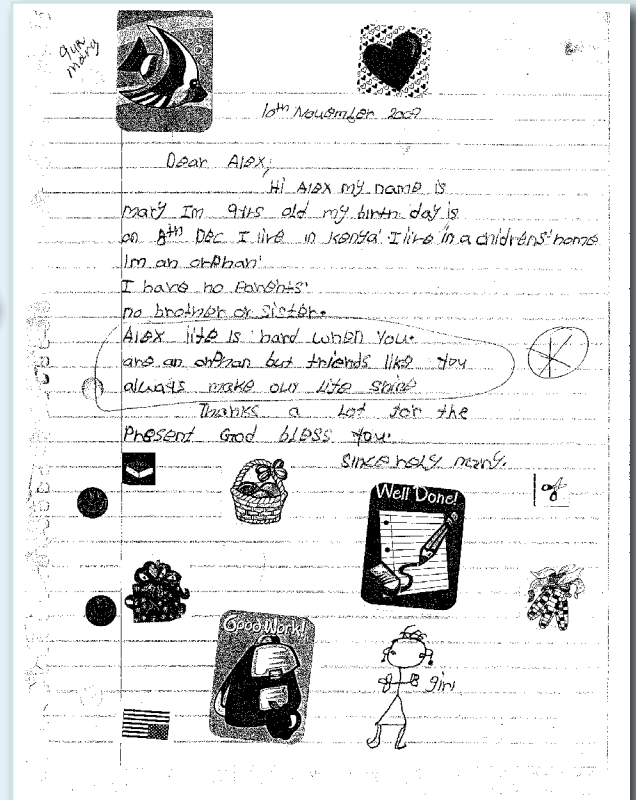 9yrs
mary
10th November 2009
Dear Alex,
Hi Alex my name is
mary Im 9yrs old my birth day is
on 8th Dec I live in Kenya I live in a childrens' home
Im an orphan
I have no Parents
no brother or Sister.
Alex life is hard when You.
are an orphan but friends like You
always make our Life Shine
Thanks a Lot for the
Present God bless You.
Since rely mary.
Well Done!
Good Work!
girl